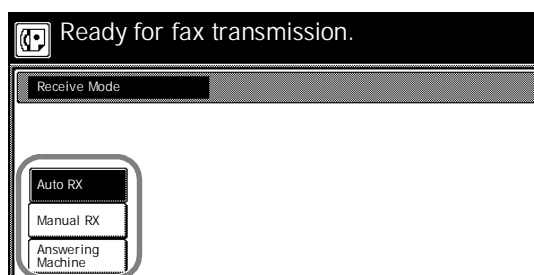 Ready for fax transmission.
Receive Mode
Auto RX
Manual RX
Answering
Machine